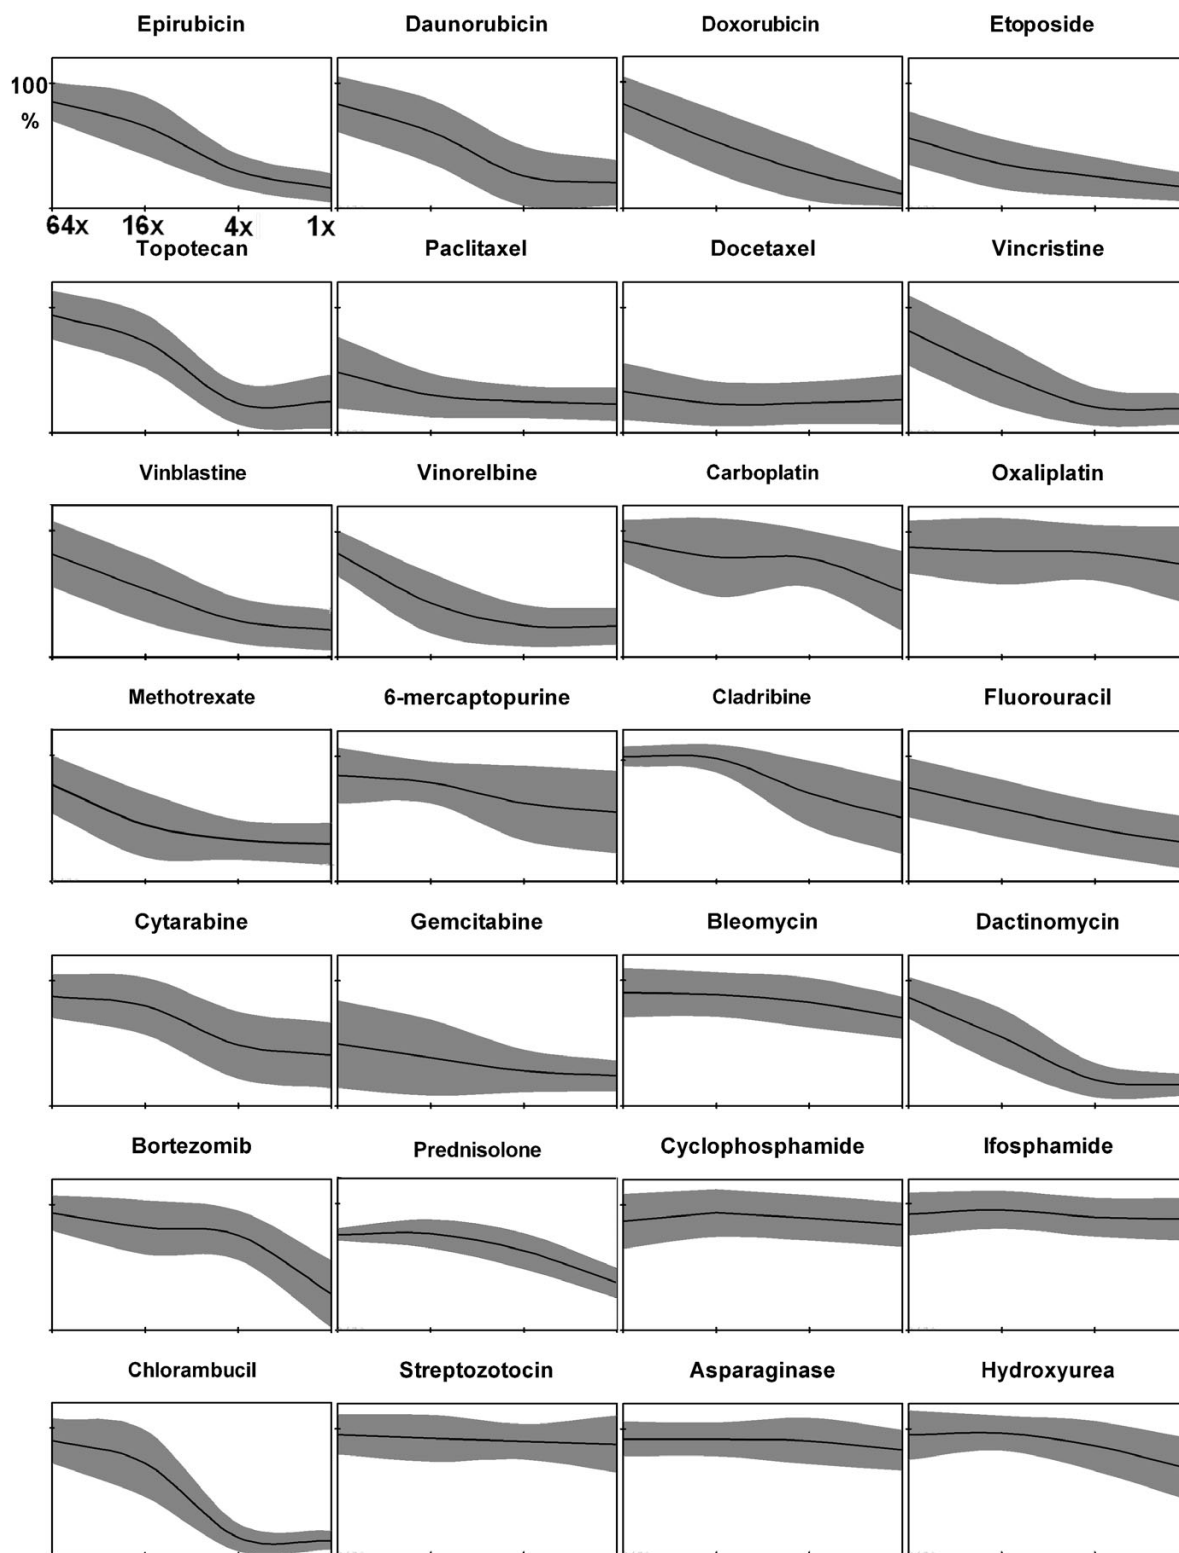 Epirubicin Daunorubicin Doxorubicin Etoposide
100
%
64x 16x 4x 1x
Topotecan Paclitaxel Docetaxel Vincristine
Vinblastine Vinorelbine Carboplatin Oxaliplatin
Methotrexate 6-mercaptopurine Cladribine Fluorouracil
Cytarabine Gemcitabine Bleomycin Dactinomycin
Bortezomib Prednisolone Cyclophosphamide Ifosphamide
Chlorambucil Streptozotocin Asparaginase Hydroxyurea